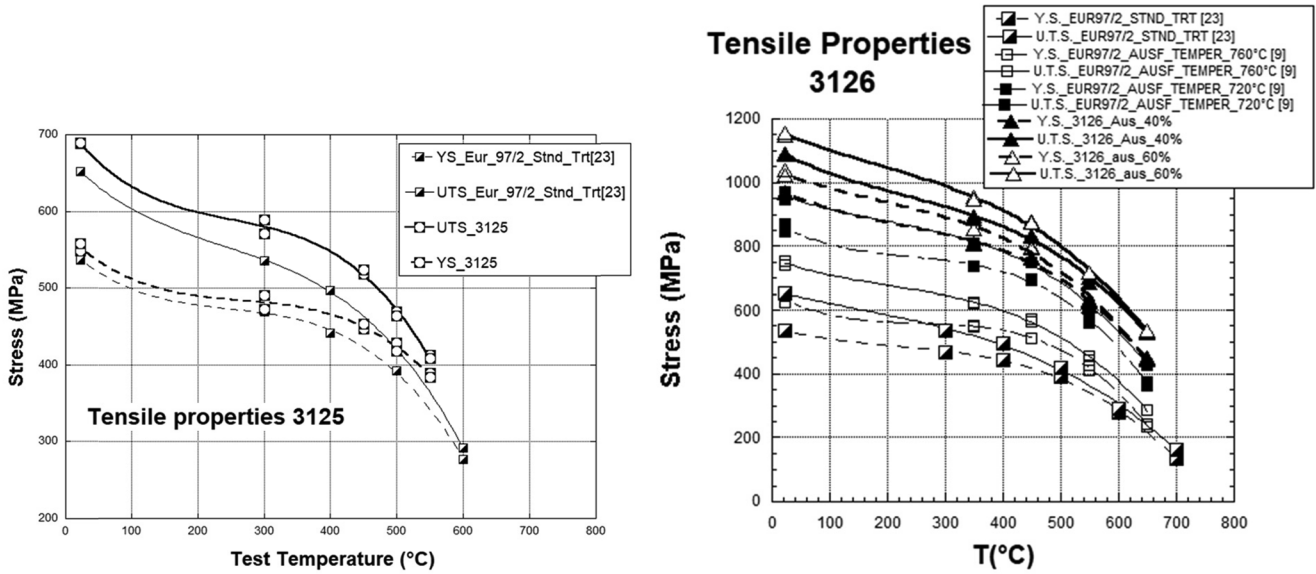 700
600
500
400
300
200
0
100
200
300
400
500
600
700
800
Stress (MPa)
Test Temperature (°C)
Tensile properties 3125
YS_Eur_97/2_Stnd_Trt[23]
UTS_Eur_97/2_Stnd_Trt[23]
UTS_3125
YS_3125
Tensile Properties
3126
Y.S._EUR97/2_STND_TRT [23]
U.T.S._EUR97/2_STND_TRT [23]
Y.S._EUR97/2_AUSF_TEMPER_760°C [9]
U.T.S._EUR97/2_AUSF_TEMPER_760°C [9]
Y.S._EUR97/2_AUSF_TEMPER_720°C [9]
U.T.S._EUR97/2_AUSF_TEMPER_720°C [9]
Y.S._3126_Aus_40%
U.T.S._3126_Aus_40%
Y.S._3126_aus_60%
U.T.S._3126_aus_60%
1200
1000
800
600
400
200
0
0
100
200
300
400
500
600
700
800
Stress (MPa)
T(°C)